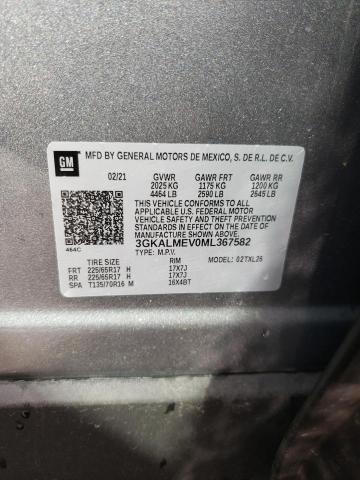 GM
MFD BY GENERAL MOTORS DE MEXICO, S. DE R.L. DE C.V.
02/21 GVWR GAWR FRT GAWR RR
2025 KG 1175 KG 1200 KG
4464 LB 2590 LB 2645 LB
THIS VEHICLE CONFORMS TO ALL
APPLICABLE U.S. FEDERAL MOTOR VEHICLE
SAFETY AND THEFT PREVENTION STANDARDS
IN EFFECT ON THE DATE OF MANUFACTURE
SHOWN ABOVE.
3GKALMEV0ML367582
464C TYPE: M.P.V.
TIRE SIZE RIM MODEL: 02TXL26
FRT 225/65R17 H 17X7J
RR 225/65R17 H 17X7J
SPA T135/70R16 M 16X4BT